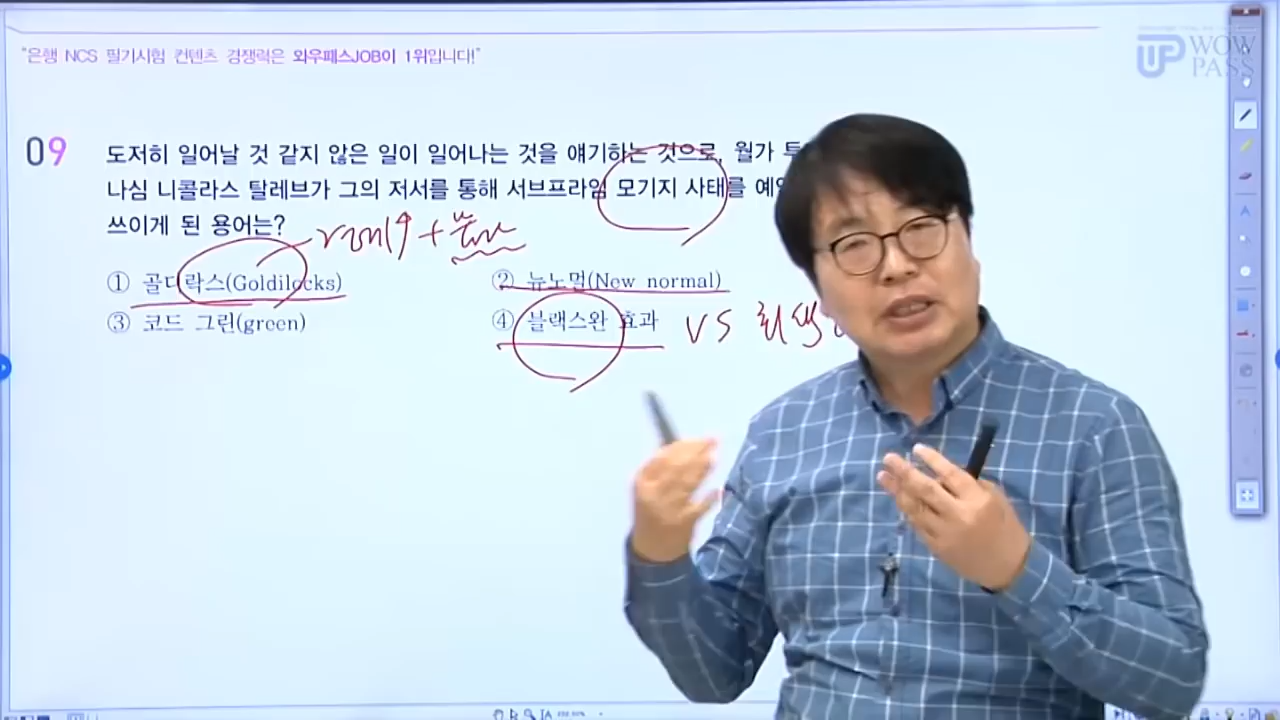 "은행 NCS 필기시험 컨텐츠 경쟁력은 와우패스JOB이 1위입니다!"
UP WOW PASS
09 도저히 일어날 것 같지 않은 일이 일어나는 것을 얘기하는 것으로, 월가 투
나심 니콜라스 탈레브가 그의 저서를 통해 서브프라임 모기지 사태를 예
쓰이게 된 용어는?
① 골디락스(Goldilocks)
② 뉴노멀(New normal)
③ 코드 그린(green)
④ 블랙스완 효과 VS